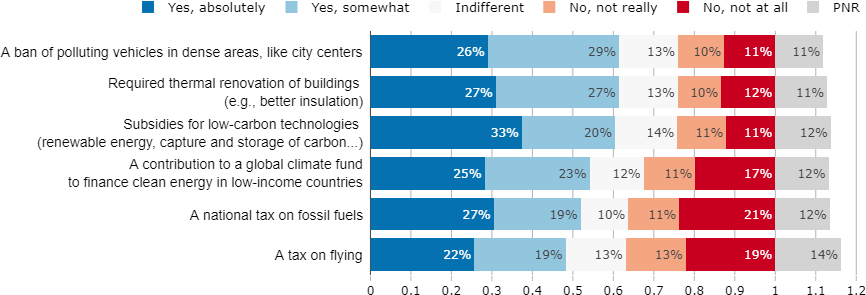 Yes, absolutely Yes, somewhat Indifferent No, not really No, not at all PNR
A ban of polluting vehicles in dense areas, like city centers 26% 29% 13% 10% 11% 11%
Required thermal renovation of buildings
(e.g., better insulation) 27% 27% 13% 10% 12% 11%
Subsidies for low-carbon technologies
(renewable energy, capture and storage of carbon...) 33% 20% 14% 11% 11% 12%
A contribution to a global climate fund
to finance clean energy in low-income countries 25% 23% 12% 11% 17% 12%
A national tax on fossil fuels 27% 19% 10% 11% 21% 12%
A tax on flying 22% 19% 13% 13% 19% 14%
0 0.1 0.2 0.3 0.4 0.5 0.6 0.7 0.8 0.9 1 1.1 1.2